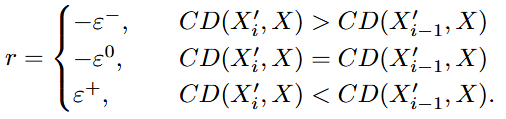 −ε⁻, CD(X′ᵢ, X) > CD(X′ᵢ₋₁, X)
r = { −ε⁰, CD(X′ᵢ, X) = CD(X′ᵢ₋₁, X)
ε⁺, CD(X′ᵢ, X) < CD(X′ᵢ₋₁, X).